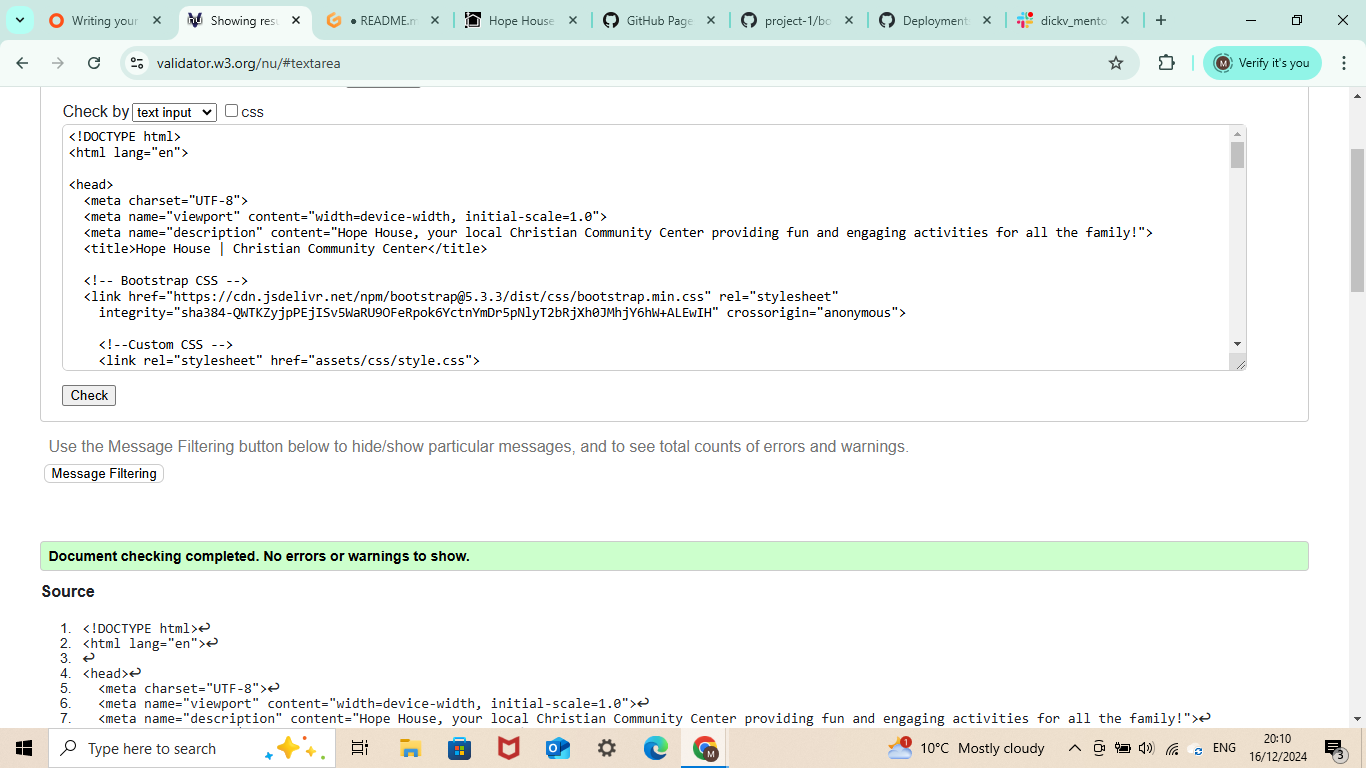 Writing your
Showing resu
● README.m
Hope House
GitHub Page
project-1/bo
Deployment
dickv_mento
validator.w3.org/nu/#textarea
M
Verify it's you
Check by text input css
<!DOCTYPE html>
<html lang="en">
<head>
<meta charset="UTF-8">
<meta name="viewport" content="width=device-width, initial-scale=1.0">
<meta name="description" content="Hope House, your local Christian Community Center providing fun and engaging activities for all the family!">
<title>Hope House | Christian Community Center</title>
<!-- Bootstrap CSS -->
<link href="https://cdn.jsdelivr.net/npm/bootstrap@5.3.3/dist/css/bootstrap.min.css" rel="stylesheet"
integrity="sha384-QWTKZyjpPEjISv5WaRU9OFeRpok6YctnYmDr5pNlyT2bRjXh0JMhjY6hW+ALEwIH" crossorigin="anonymous">
<!--Custom CSS -->
<link rel="stylesheet" href="assets/css/style.css">
Check
Use the Message Filtering button below to hide/show particular messages, and to see total counts of errors and warnings.
Message Filtering
Document checking completed. No errors or warnings to show.
Source
1. <!DOCTYPE html>↩
2. <html lang="en">↩
3. ↩
4. <head>↩
5. <meta charset="UTF-8">↩
6. <meta name="viewport" content="width=device-width, initial-scale=1.0">↩
7. <meta name="description" content="Hope House, your local Christian Community Center providing fun and engaging activities for all the family!">↩
Type here to search
M
1
10°C Mostly cloudy
ENG
20:10
16/12/2024
3